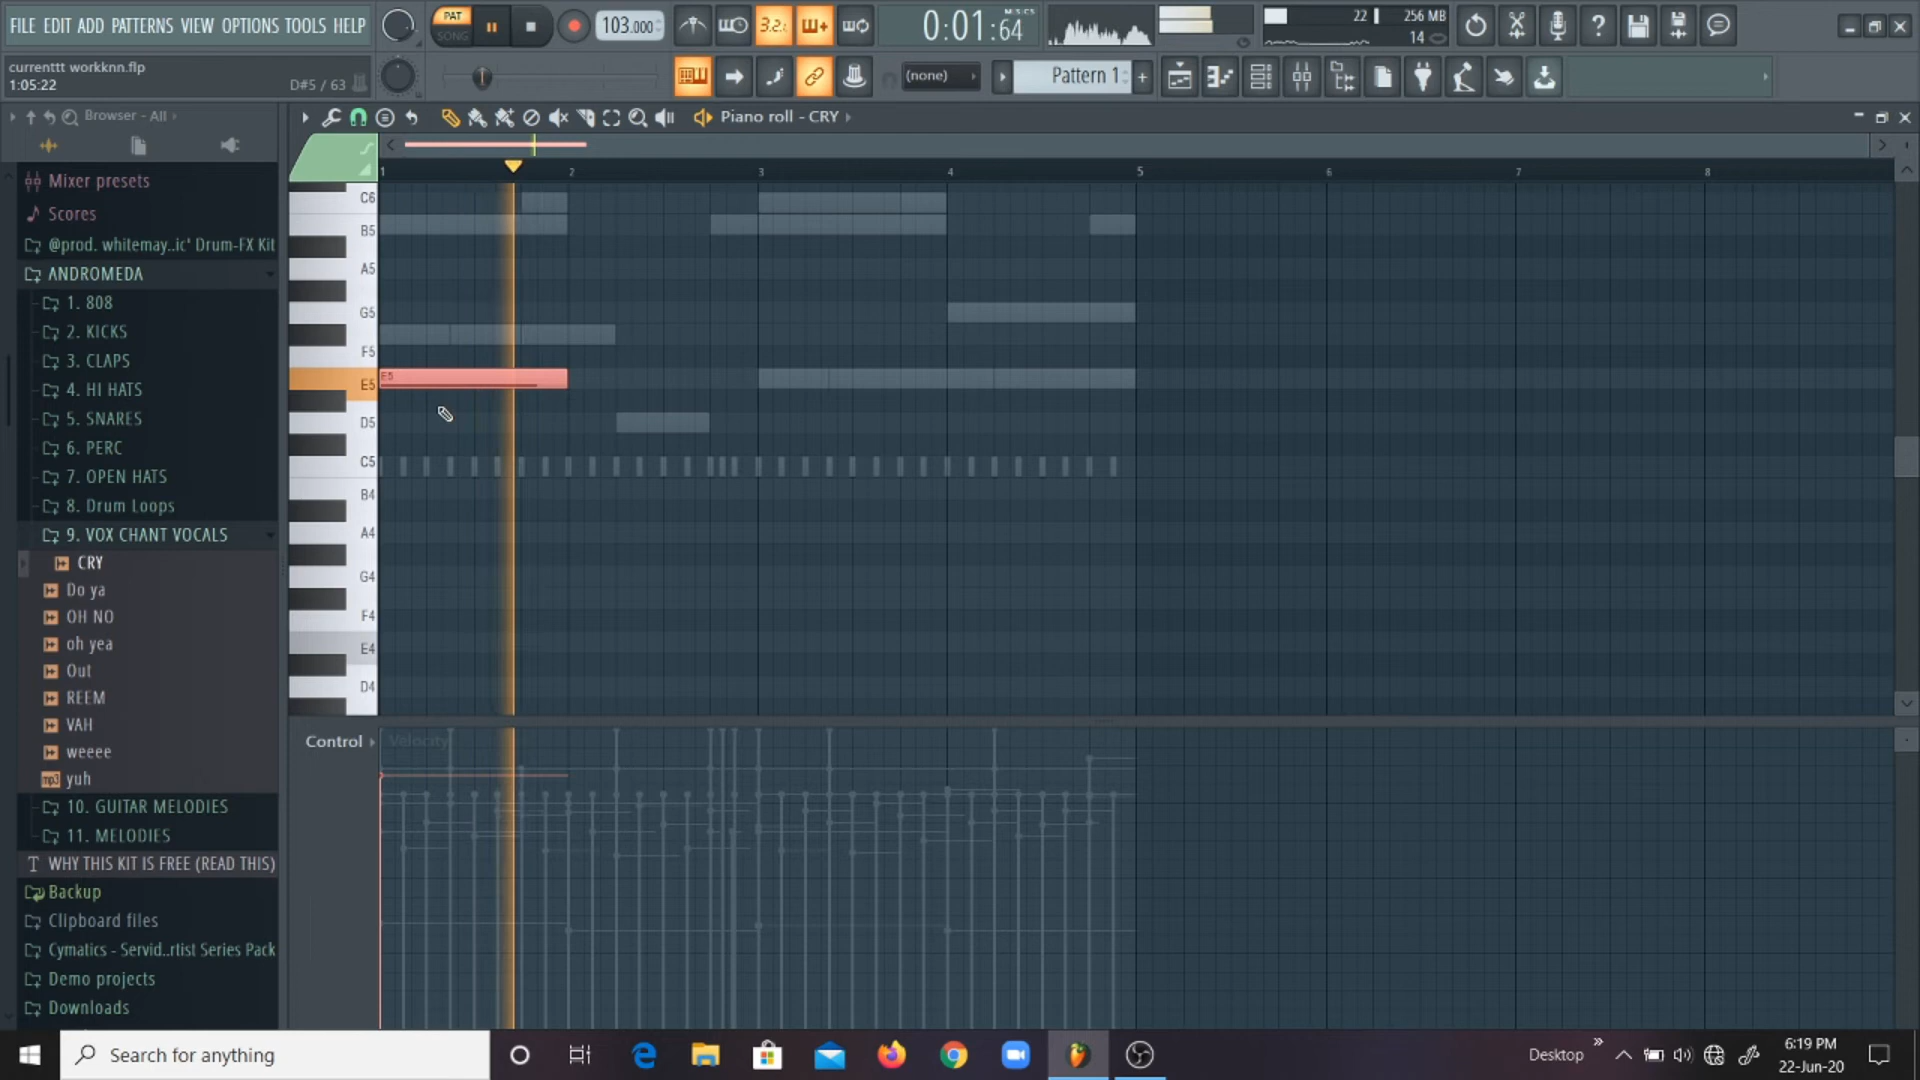 FILE EDIT ADD PATTERNS VIEW OPTIONS TOOLS HELP
PAT
SONG
103.000
3.2.
0:01:64
M:S:CS
22
256 MB
14
currenttt workknn.flp
1:05:22
D#5 / 63
(none)
Pattern 1
Browser - All
Piano roll - CRY
1 2 3 4 5 6 7 8
Mixer presets
Scores
@prod. whitemay..ic' Drum-FX Kit
ANDROMEDA
1. 808
2. KICKS
3. CLAPS
4. HI HATS
5. SNARES
6. PERC
7. OPEN HATS
8. Drum Loops
9. VOX CHANT VOCALS
CRY
Do ya
OH NO
oh yea
Out
REEM
VAH
weeee
mp3 yuh
10. GUITAR MELODIES
11. MELODIES
T WHY THIS KIT IS FREE (READ THIS)
Backup
Clipboard files
Cymatics - Servid..rtist Series Pack
Demo projects
Downloads
C6
B5
A5
G5
F5
E5
E5
D5
C5
B4
A4
G4
F4
E4
D4
Control
Velocity
Search for anything
Desktop
6:19 PM
22-Jun-20